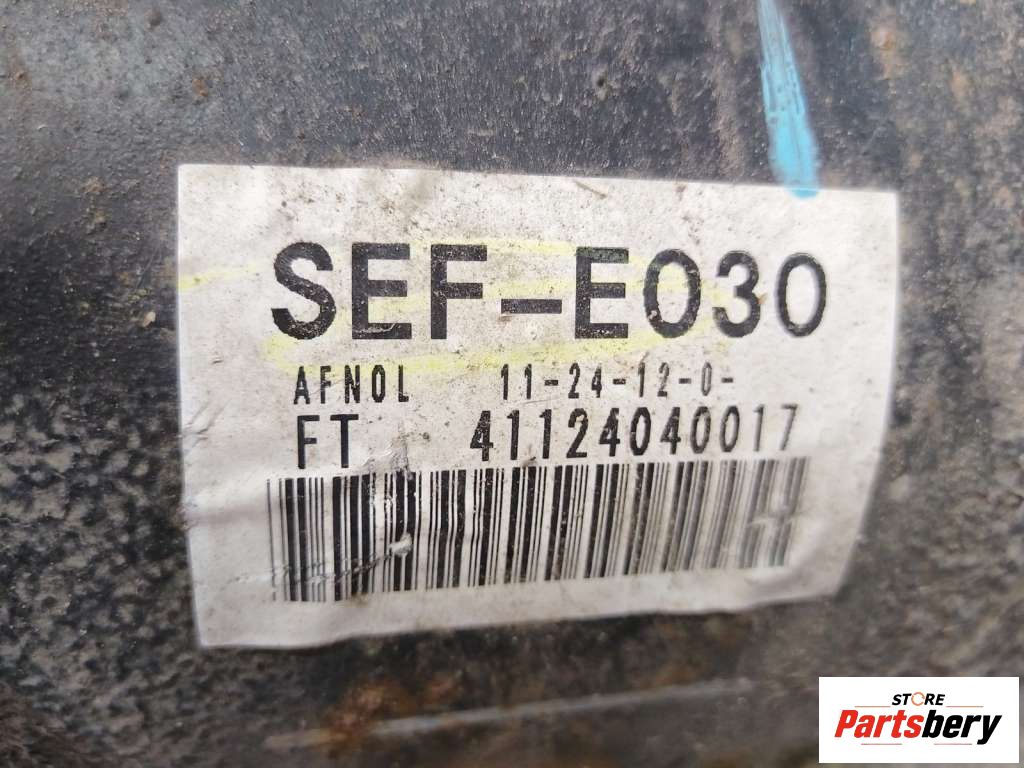 SEF-E030
AFNOL 11-24-12-0-
FT 41124040017
STORE
Partsbery